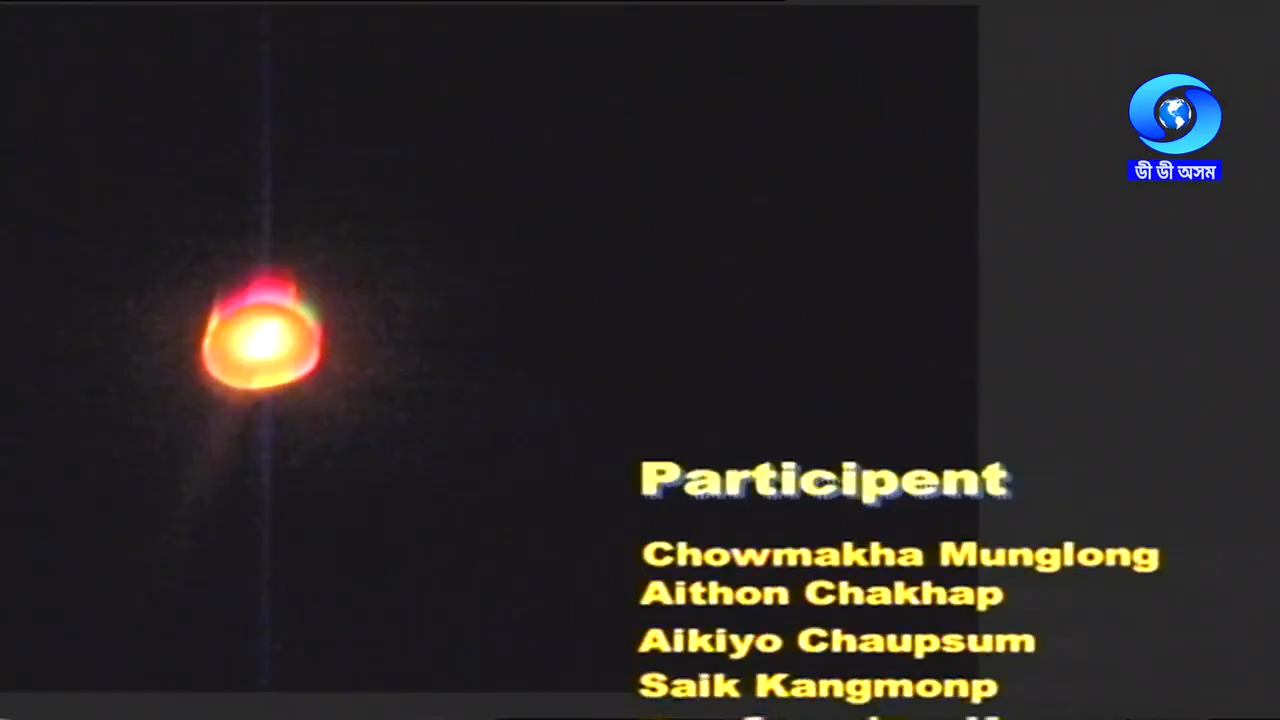 ডী ডী অসম
Participent
Chowmakha Munglong
Aithon Chakhap
Aikiyo Chaupsum
Saik Kangmonp